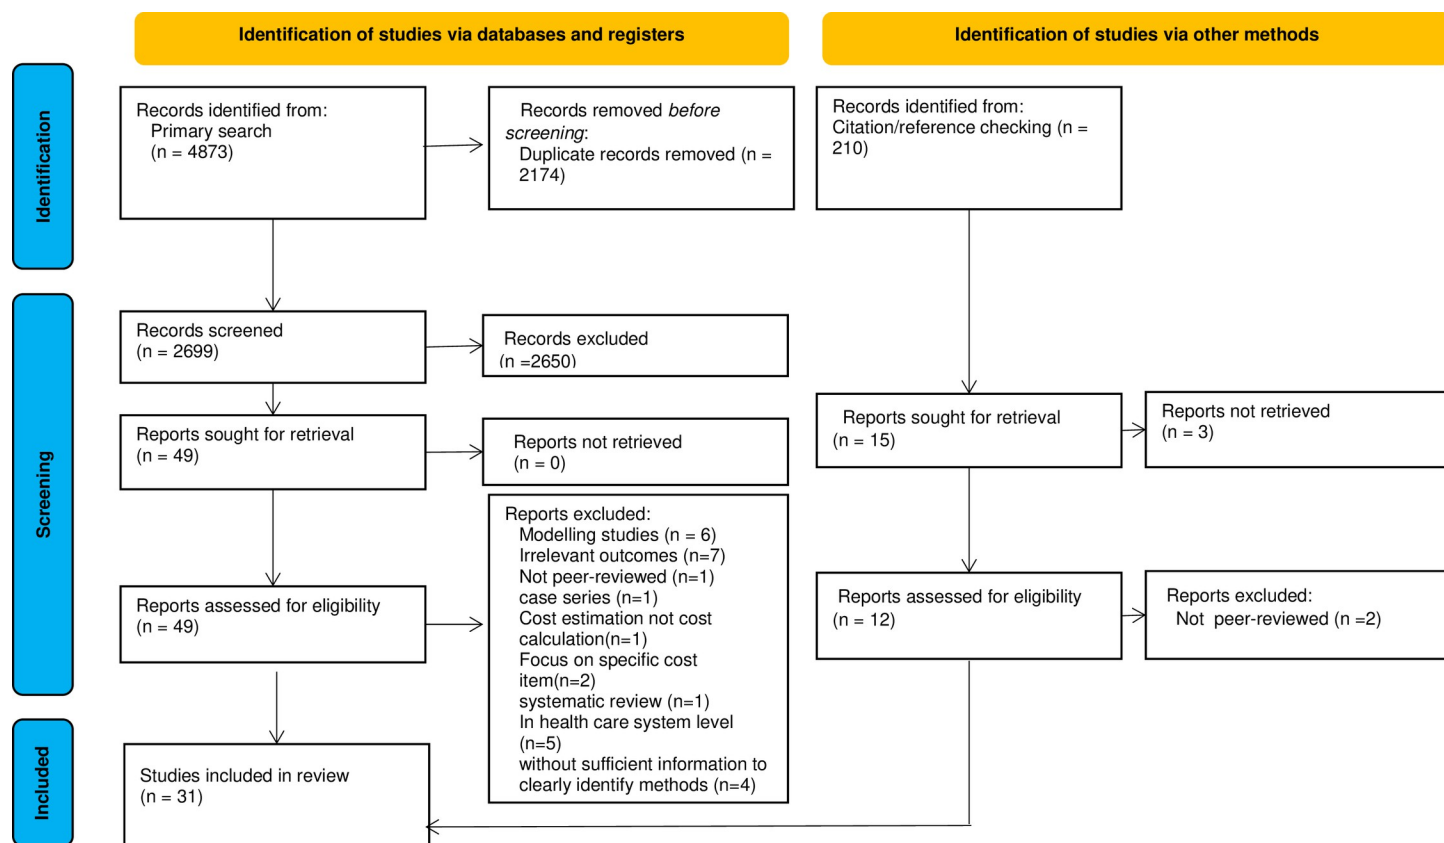 Identification of studies via databases and registers
Identification of studies via other methods
Identification
Records identified from:
Primary search
(n = 4873)
Records removed before
screening:
Duplicate records removed (n =
2174)
Records identified from:
Citation/reference checking (n =
210)
Screening
Records screened
(n = 2699)
Records excluded
(n =2650)
Reports sought for retrieval
(n = 49)
Reports not retrieved
(n = 0)
Reports sought for retrieval
(n = 15)
Reports not retrieved
(n = 3)
Reports assessed for eligibility
(n = 49)
Reports excluded:
Modelling studies (n = 6)
Irrelevant outcomes (n=7)
Not peer-reviewed (n=1)
case series (n=1)
Cost estimation not cost
calculation(n=1)
Focus on specific cost
item(n=2)
systematic review (n=1)
In health care system level
(n=5)
without sufficient information to
clearly identify methods (n=4)
Reports assessed for eligibility
(n = 12)
Reports excluded:
Not peer-reviewed (n =2)
Included
Studies included in review
(n = 31)